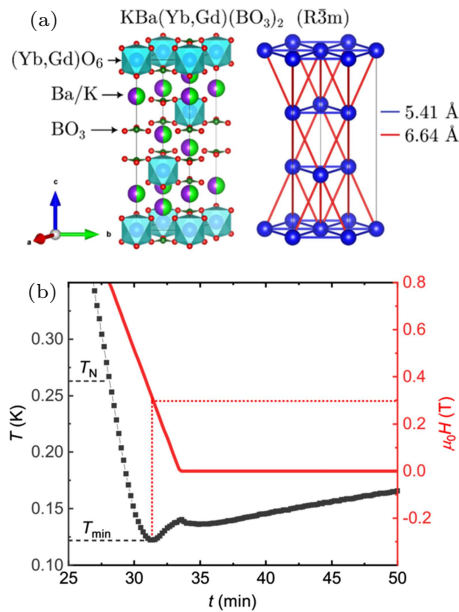 (a)
KBa(Yb,Gd)(BO₃)₂ (R3̄m)
(Yb,Gd)O₆
Ba/K
BO₃
5.41 Å
6.64 Å
c
a
b
(b)
0.30
0.25
0.20
0.15
0.10
T (K)
T_N
T_min
0.8
0.6
0.4
0.2
0.0
-0.2
μ₀H (T)
25 30 35 40 45 50
t (min)